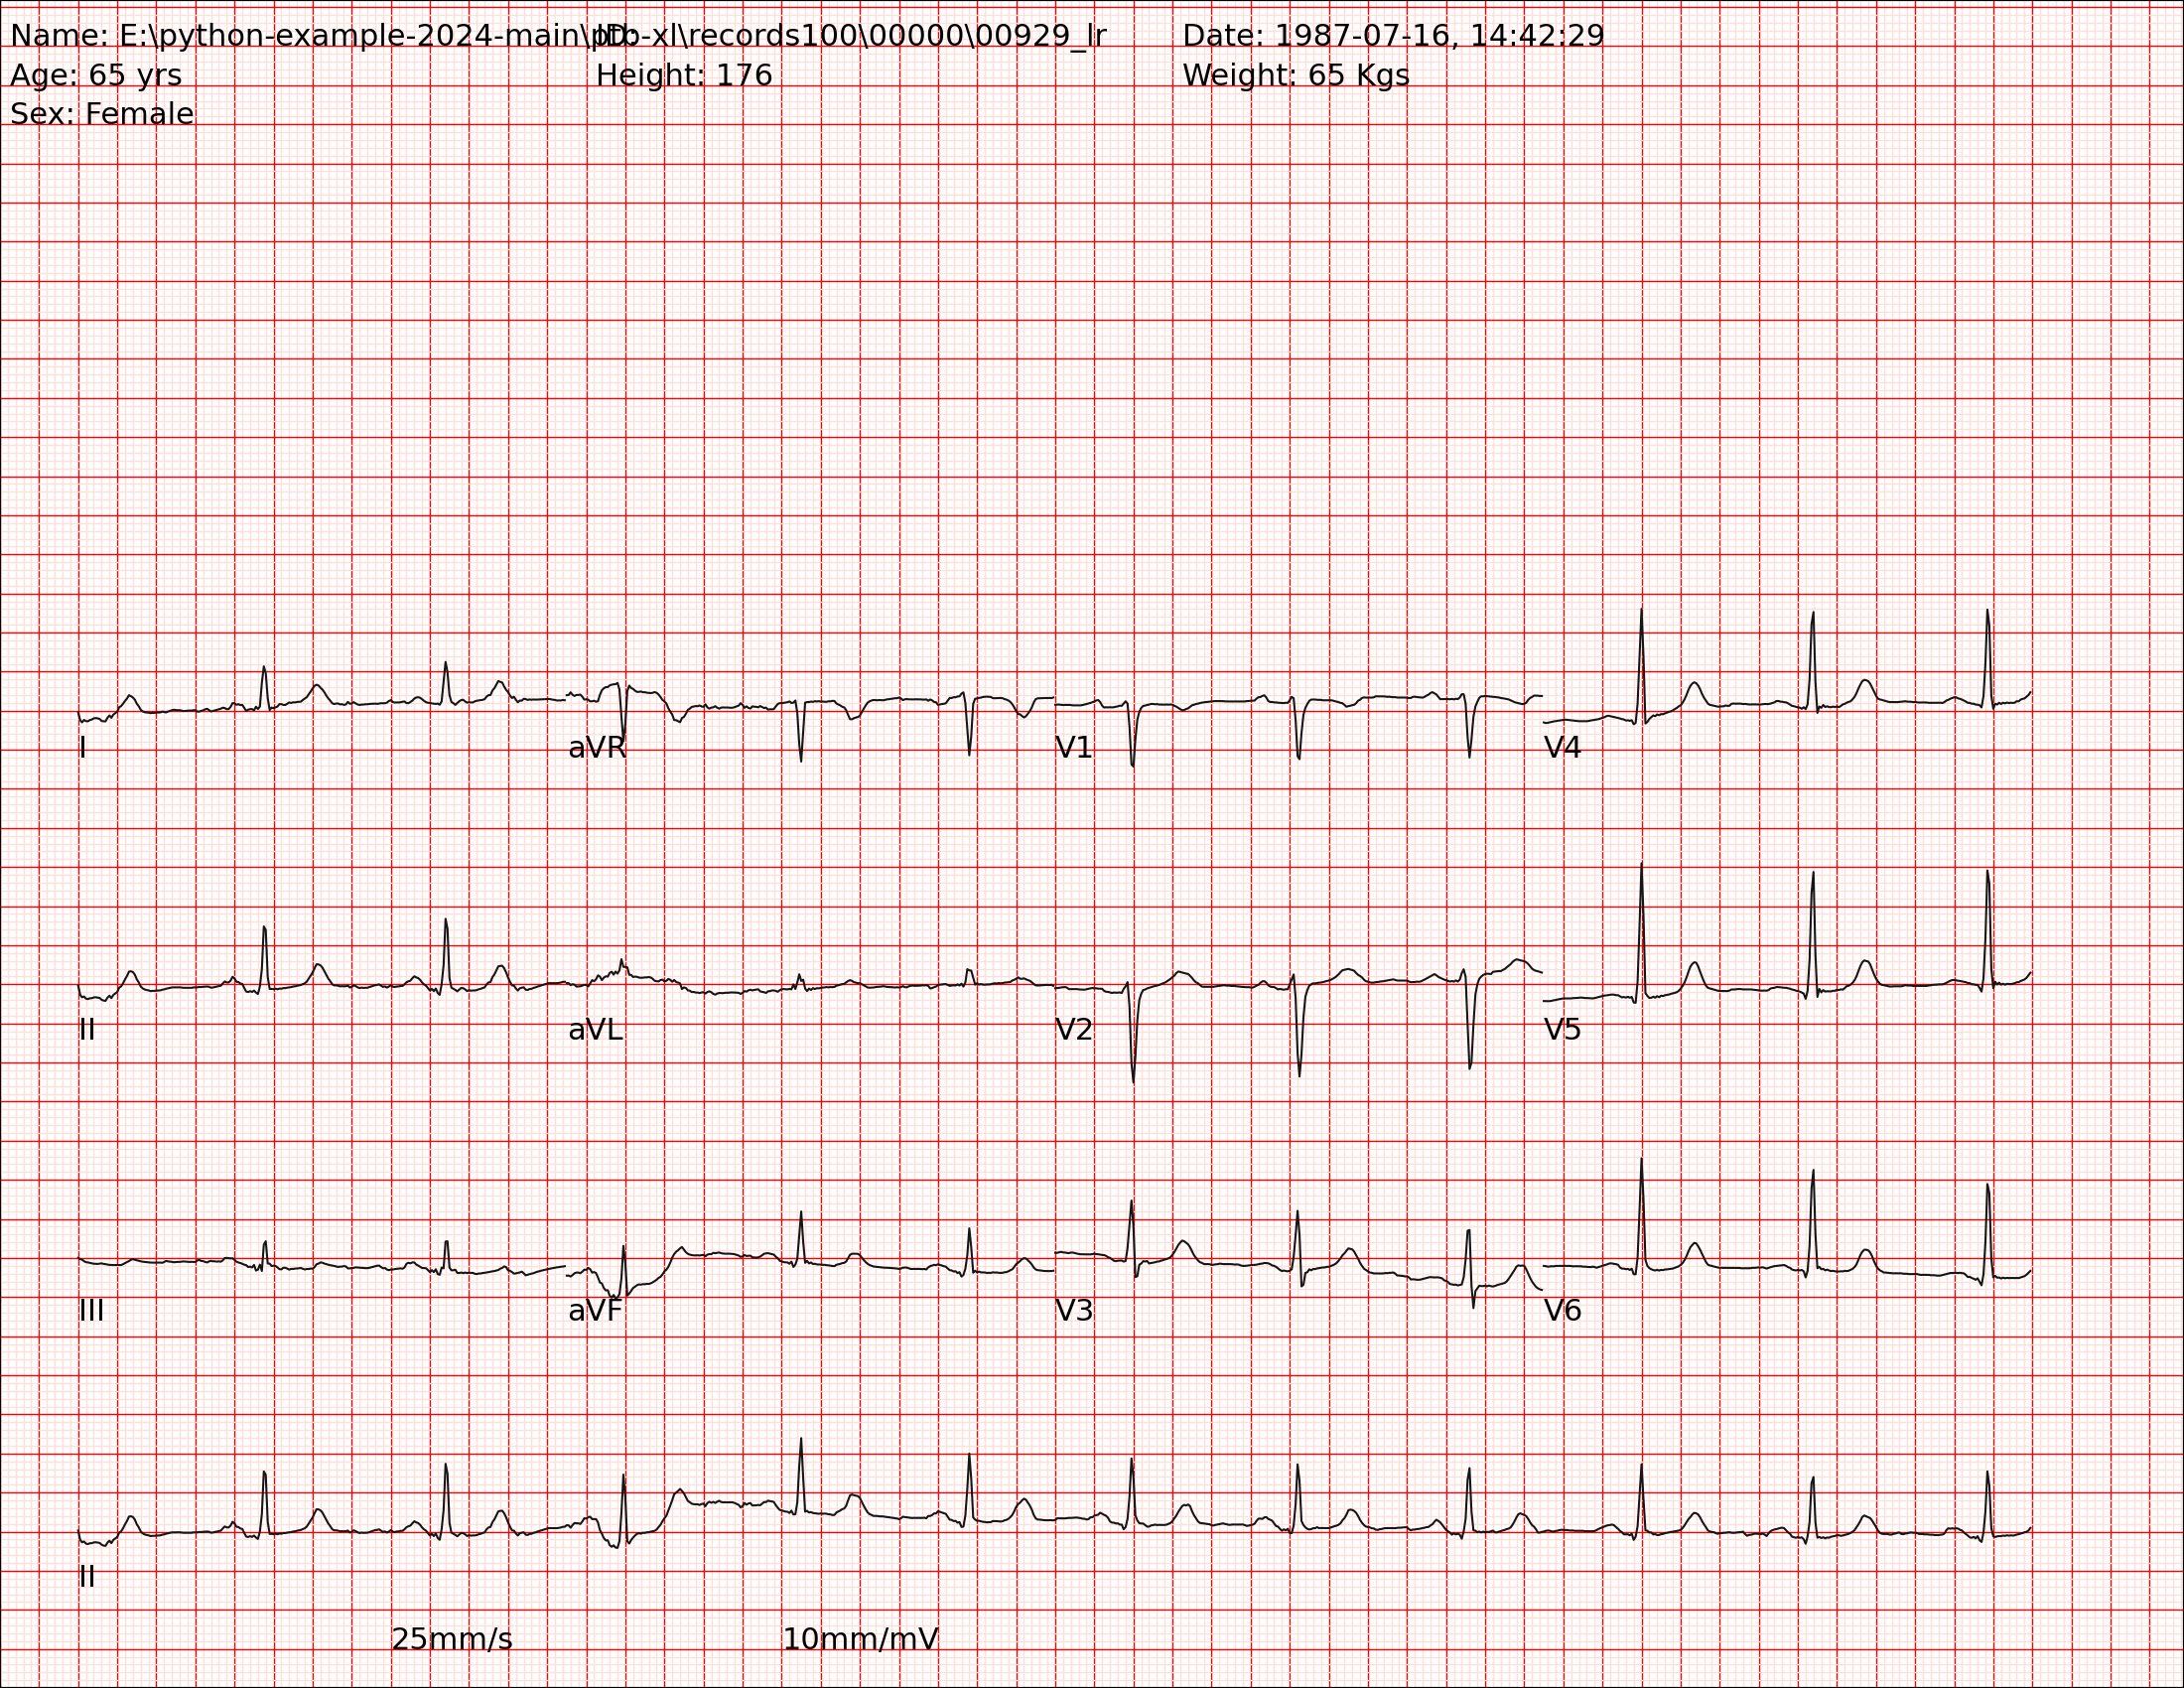 Name: E:\python-example-2024-main\ptb-xl\records100\00000\00929_lr ID: Date: 1987-07-16, 14:42:29
Age: 65 yrs Height: 176 Weight: 65 Kgs
Sex: Female
I aVR V1 V4
II aVL V2 V5
III aVF V3 V6
II
25mm/s 10mm/mV